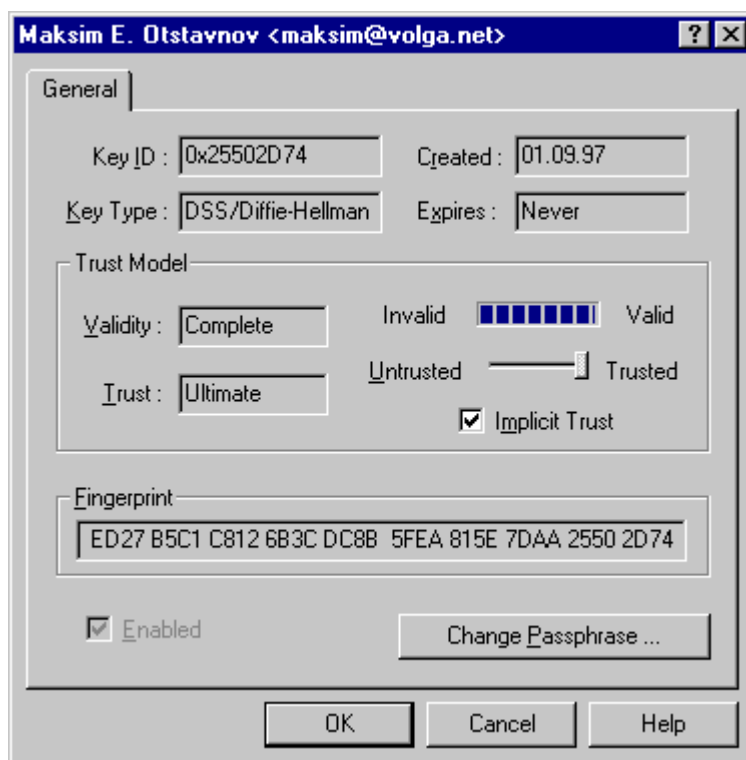 Maksim E. Otstavnov <maksim@volga.net>
General
Key ID : 0x25502D74 Created : 01.09.97
Key Type : DSS/Diffie-Hellman Expires : Never
Trust Model
Validity : Complete Invalid Valid
Untrusted Trusted
Trust : Ultimate
Implicit Trust
Fingerprint
ED27 B5C1 C812 6B3C DC8B 5FEA 815E 7DAA 2550 2D74
Enabled
Change Passphrase ...
OK Cancel Help